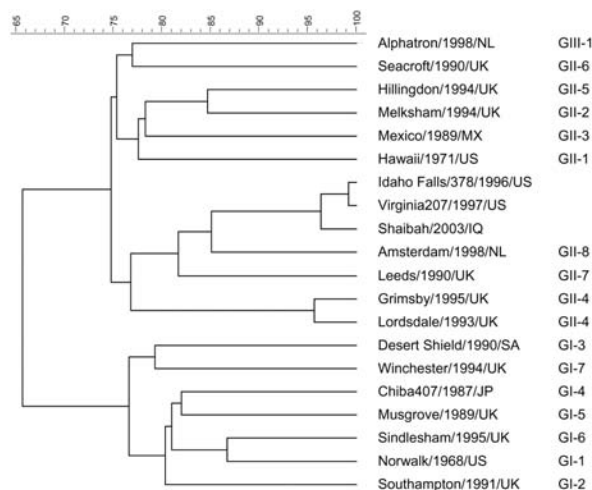 65 70 75 80 85 90 95 100
Alphatron/1998/NL GIII-1
Seacroft/1990/UK GII-6
Hillingdon/1994/UK GII-5
Melksham/1994/UK GII-2
Mexico/1989/MX GII-3
Hawaii/1971/US GII-1
Idaho Falls/378/1996/US
Virginia207/1997/US
Shaibah/2003/IQ
Amsterdam/1998/NL GII-8
Leeds/1990/UK GII-7
Grimsby/1995/UK GII-4
Lordsdale/1993/UK GII-4
Desert Shield/1990/SA GI-3
Winchester/1994/UK GI-7
Chiba407/1987/JP GI-4
Musgrove/1989/UK GI-5
Sindlesham/1995/UK GI-6
Norwalk/1968/US GI-1
Southampton/1991/UK GI-2